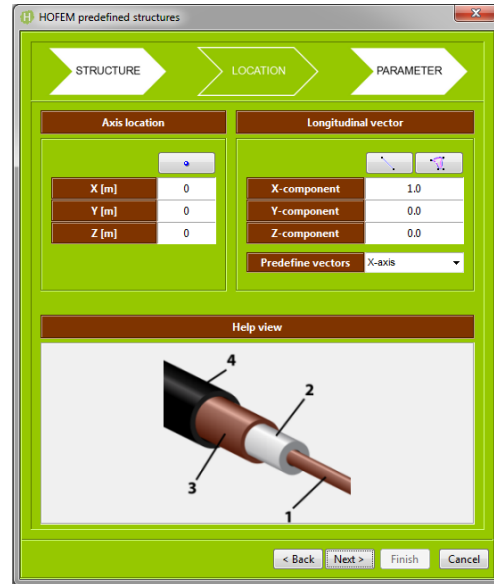 HOFEM predefined structures
STRUCTURE
LOCATION
PARAMETER
Axis location
Longitudinal vector
X [m] 0
Y [m] 0
Z [m] 0
X-component 1.0
Y-component 0.0
Z-component 0.0
Predefine vectors X-axis
Help view
4
2
3
1
< Back Next > Finish Cancel